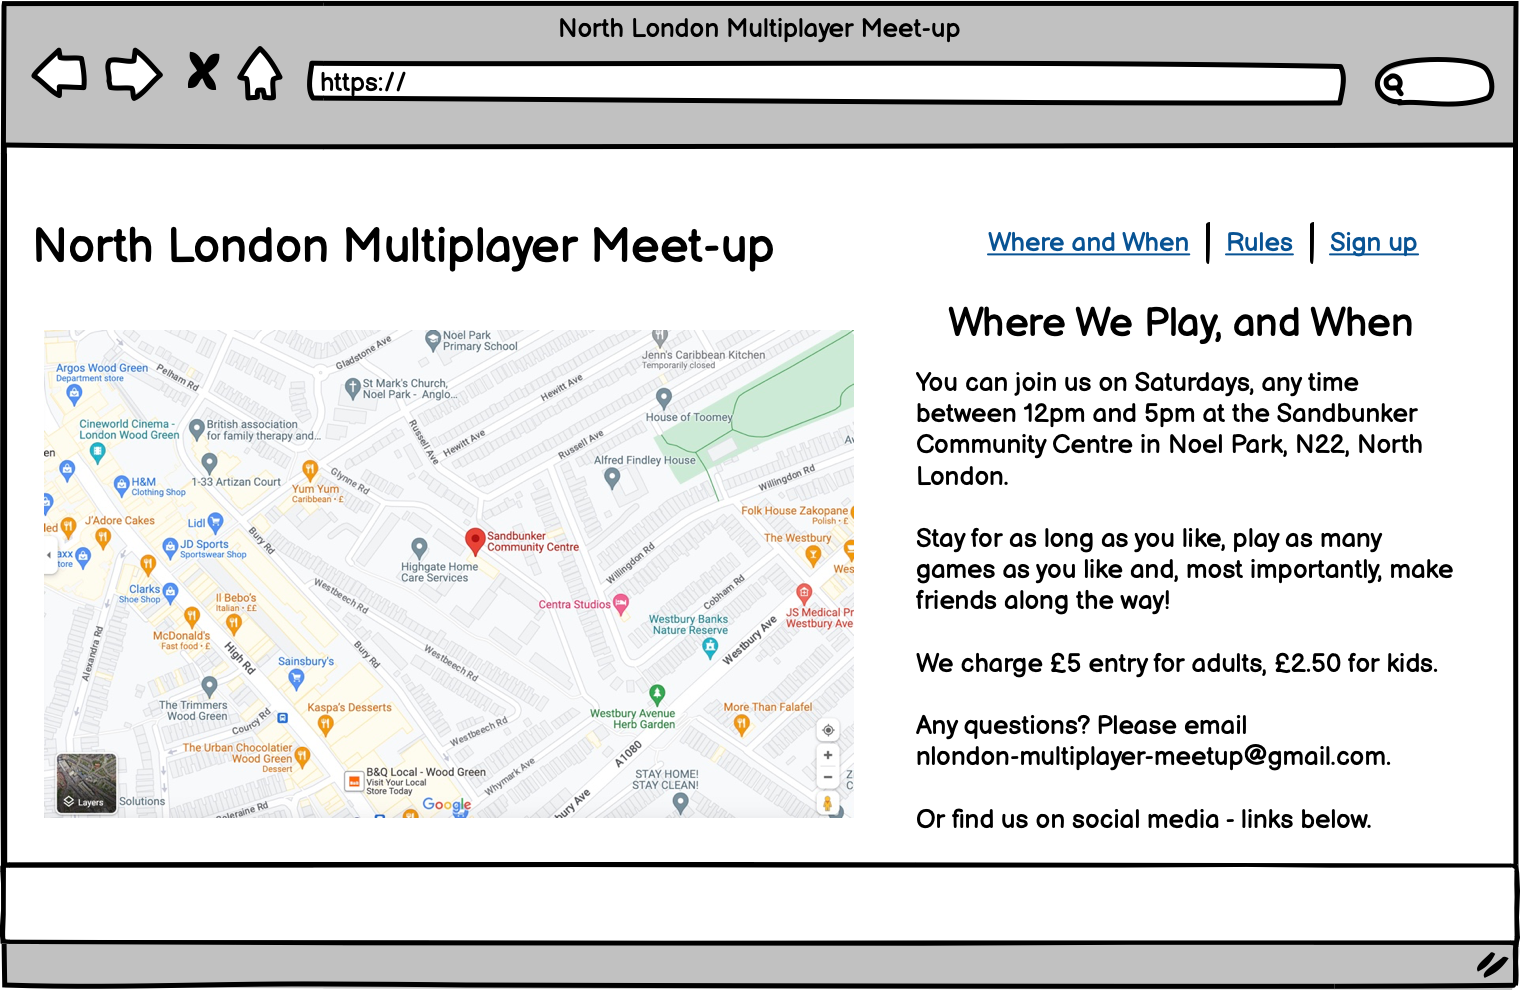 North London Multiplayer Meet-up
https://
North London Multiplayer Meet-up
Where and When
Rules
Sign up
Where We Play, and When
You can join us on Saturdays, any time
between 12pm and 5pm at the Sandbunker
Community Centre in Noel Park, N22, North
London.
Stay for as long as you like, play as many
games as you like and, most importantly, make
friends along the way!
We charge £5 entry for adults, £2.50 for kids.
Any questions? Please email
nlondon-multiplayer-meetup@gmail.com.
Or find us on social media - links below.
Noel Park
Primary School
Gladstone Ave
Jenn's Caribbean Kitchen
Temporarily closed
Argos Wood Green
Department store
Pelham Rd
St Mark's Church,
Noel Park - Anglo...
Hewitt Ave
House of Toomey
Cineworld Cinema -
London Wood Green
British association
for family therapy and...
Russell Ave
Hewitt Ave
Russell Ave
en
Alfred Findley House
1-33 Artizan Court
Glynne Rd
Willingdon Rd
H&M
Clothing Shop
Yum Yum
Caribbean • £
Folk House Zakopane
Polish • £
J'Adore Cakes
led
Lidl
Bury Rd
Sandbunker
Community Centre
The Westbury
JD Sports
Sportswear Shop
axx
tore
Highgate Home
Care Services
Willingdon Rd
Wes
Clarks
Shoe Shop
Il Bebo's
Italian • ££
Westbeech Rd
Centra Studios
Cobham Rd
JS Medical Pr
Westbury Ave
McDonald's
Fast food • £
Westbury Banks
Nature Reserve
Westbury Ave
Alexandra Rd
High Rd
Bury Rd
Westbeech Rd
Sainsbury's
The Trimmers
Wood Green
Courcy Rd
Kaspa's Desserts
Westbury Avenue
Herb Garden
More Than Falafel
Westbeech Rd
The Urban Chocolatier
Wood Green
Dessert
A1080
B&Q Local - Wood Green
Visit Your Local
Store Today
Whymark Ave
STAY HOME!
STAY CLEAN!
Layers
Solutions
Coleraine Rd
Google
bury Ave